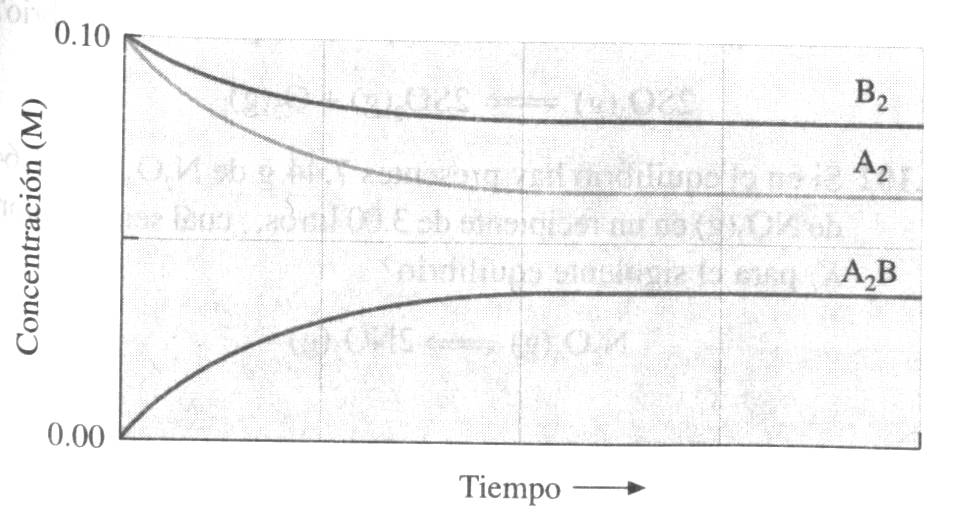 0.10
B₂
A₂
A₂B
0.00
Concentración (M)
Tiempo